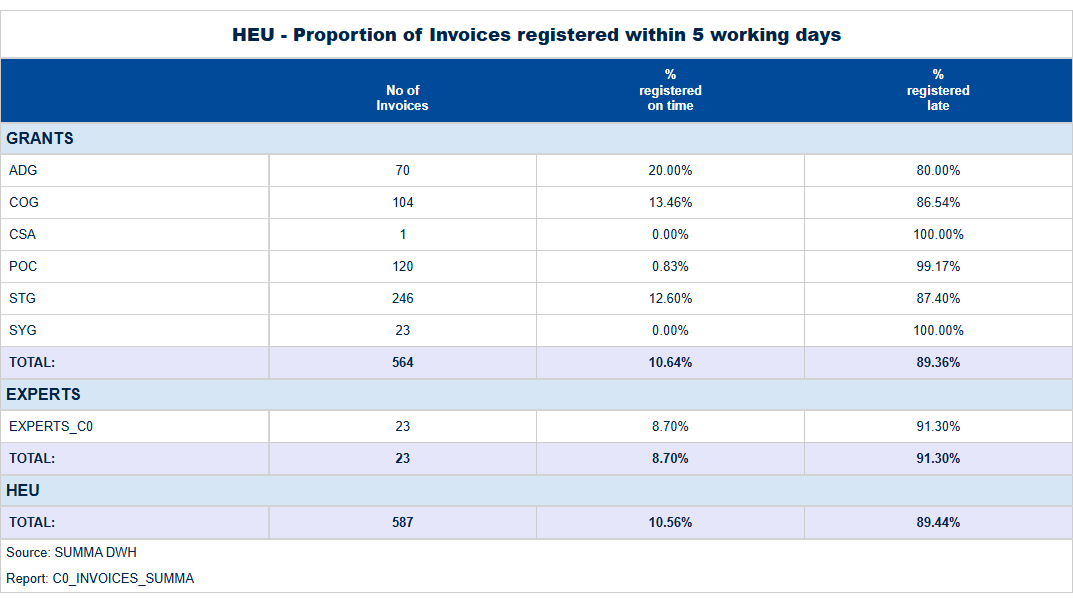 HEU - Proportion of Invoices registered within 5 working days
No of Invoices % registered on time % registered late
GRANTS
ADG 70 20.00% 80.00%
COG 104 13.46% 86.54%
CSA 1 0.00% 100.00%
POC 120 0.83% 99.17%
STG 246 12.60% 87.40%
SYG 23 0.00% 100.00%
TOTAL: 564 10.64% 89.36%
EXPERTS
EXPERTS_C0 23 8.70% 91.30%
TOTAL: 23 8.70% 91.30%
HEU
TOTAL: 587 10.56% 89.44%
Source: SUMMA DWH
Report: C0_INVOICES_SUMMA